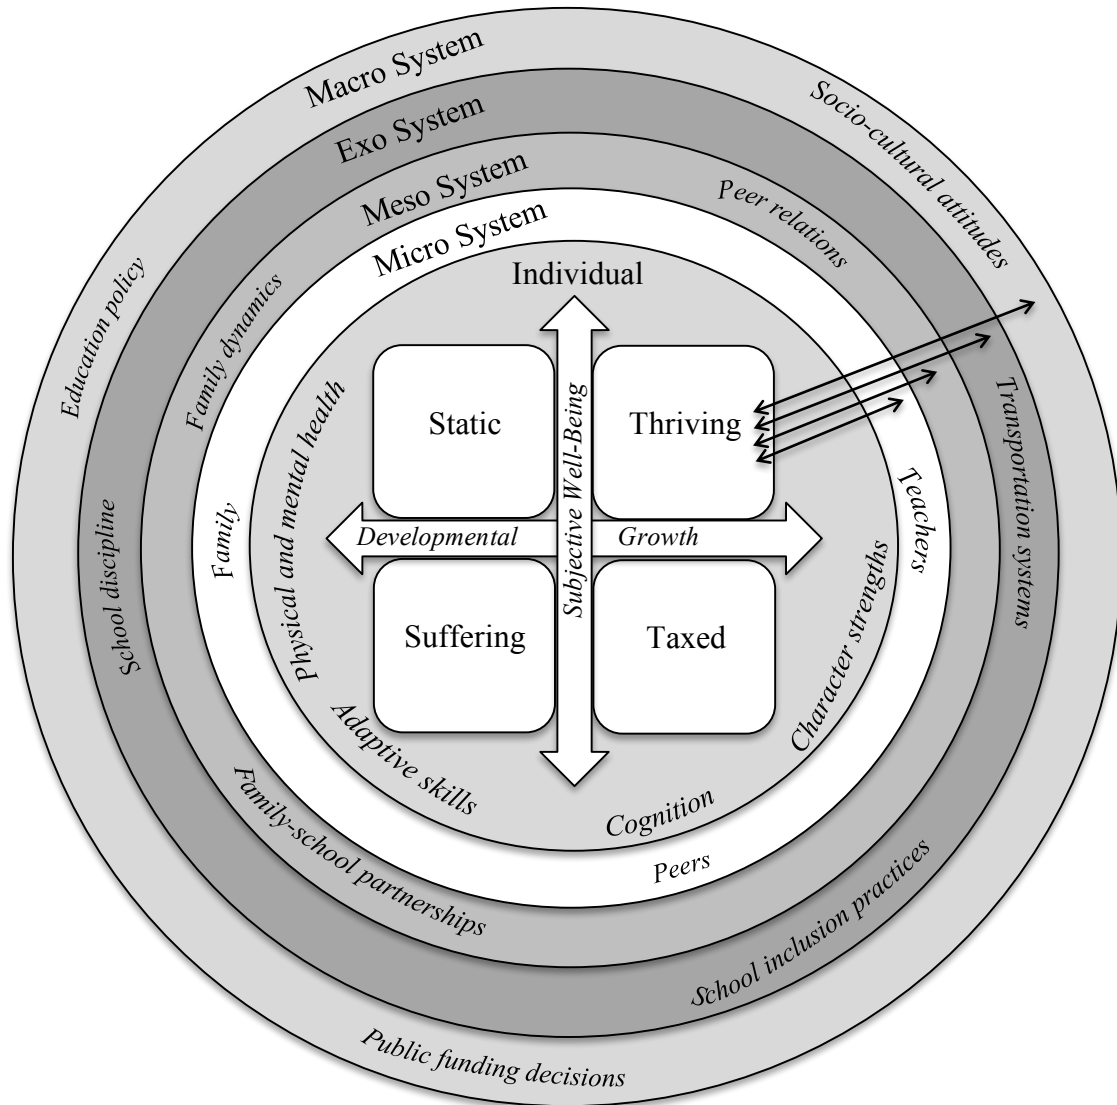 Macro System
Exo System
Meso System
Micro System
Individual
Socio-cultural attitudes
Peer relations
Education policy
Family dynamics
Physical and mental health
Static
Thriving
Subjective Well-Being
Developmental
Growth
Family
Teachers
Transportation systems
School discipline
Suffering
Taxed
Character strengths
Adaptive skills
Cognition
Peers
Family-school partnerships
School inclusion practices
Public funding decisions